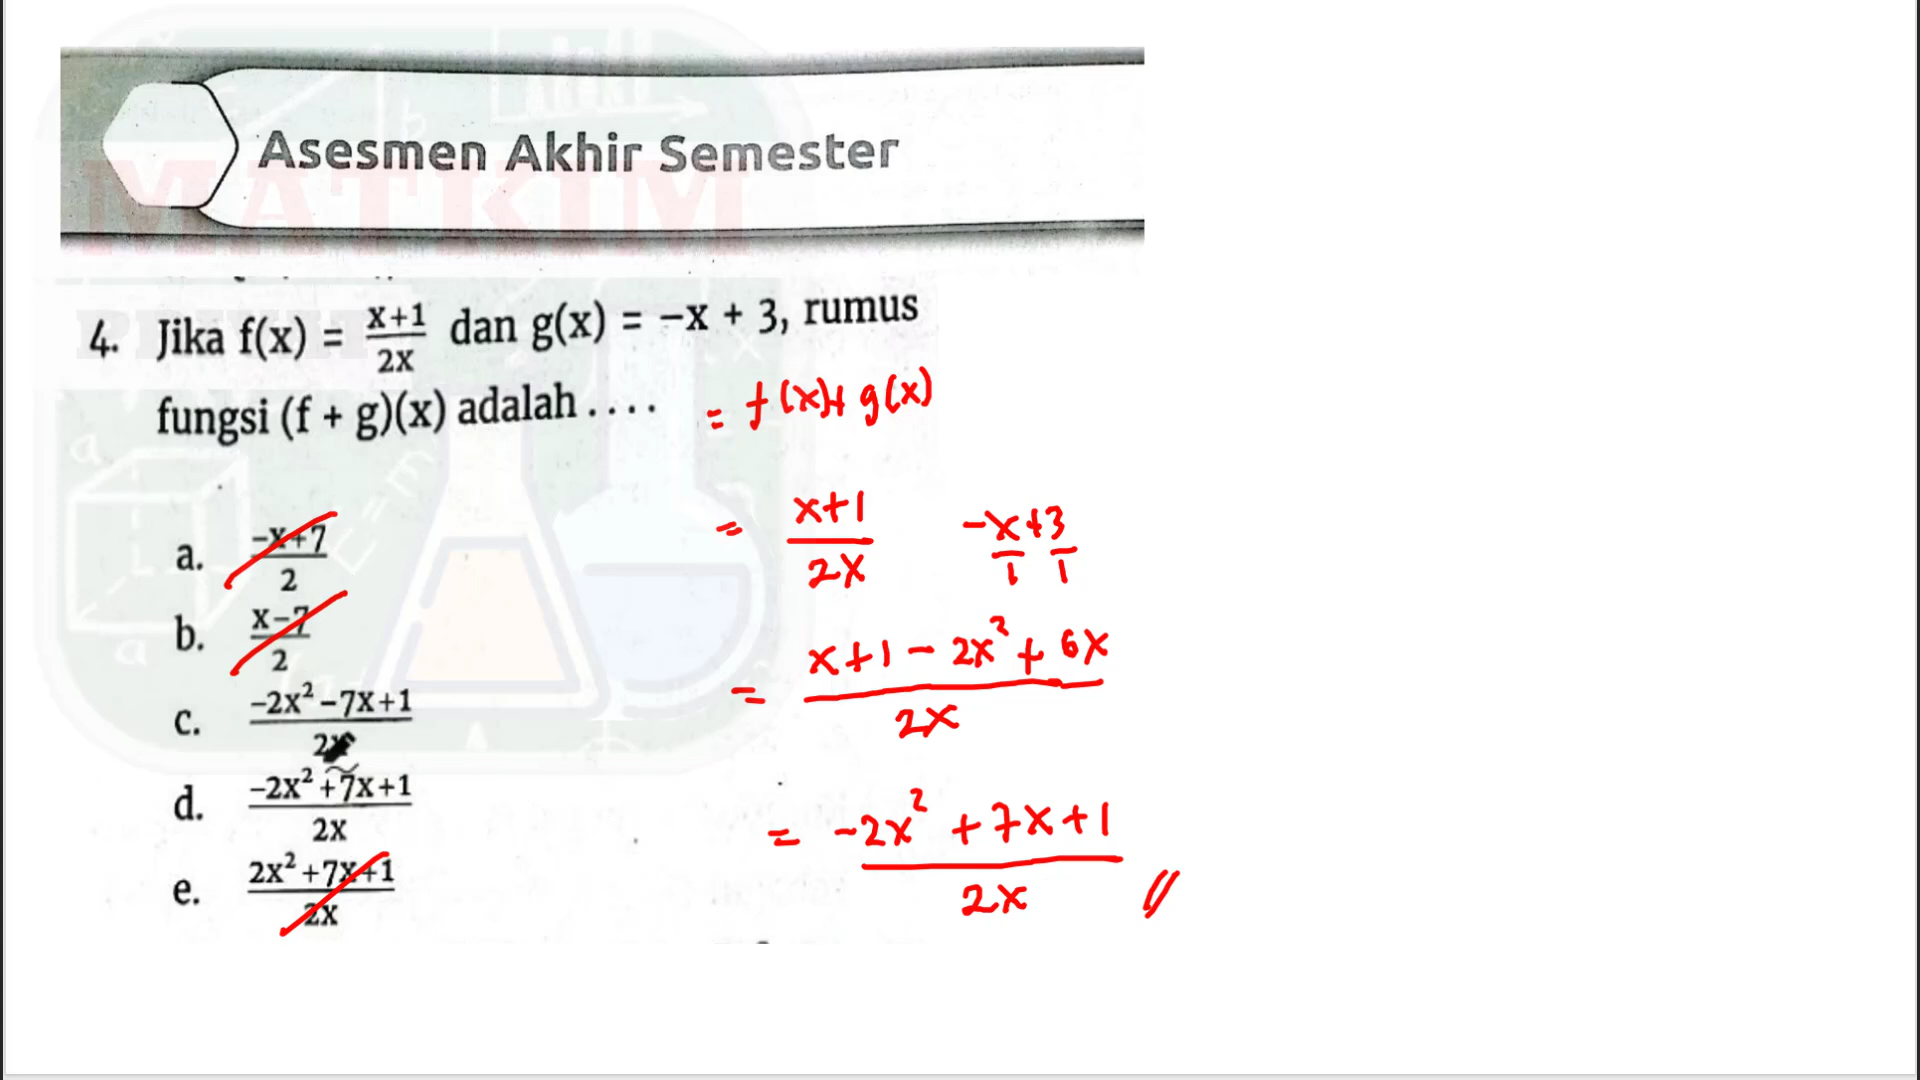 Asesmen Akhir Semester
MATKIM
4. Jika f(x) = x+1/2x dan g(x) = −x + 3, rumus
fungsi (f + g)(x) adalah . . . .
= f(x)+ g(x)
a. −x+7/2
b. x−7/2
c. −2x² −7x+1/2x
d. −2x² +7x+1/2x
e. 2x² +7x+1/2x
= x+1/2x −x/1 +3/1
= x+1 − 2x² + 6x/2x
= -2x² +7x+1/2x //